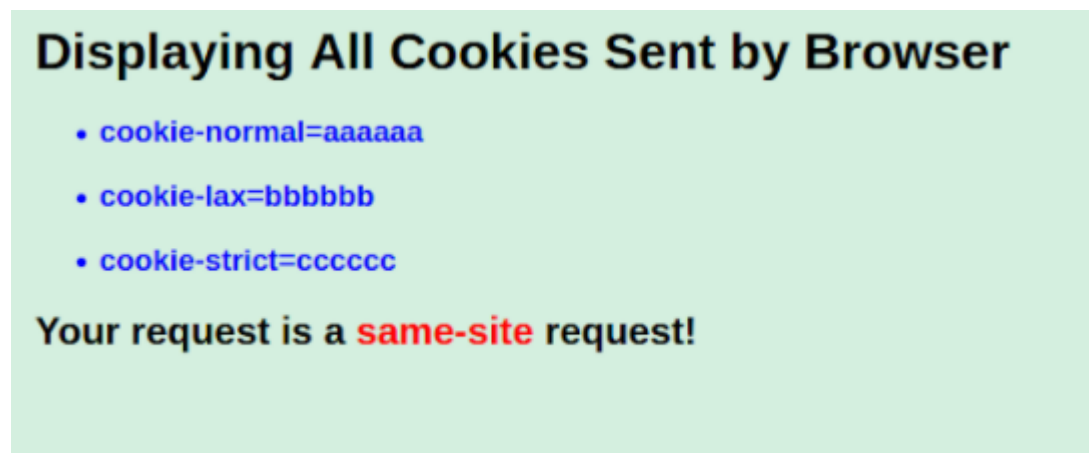 Displaying All Cookies Sent by Browser
• cookie-normal=aaaaaa
• cookie-lax=bbbbbb
• cookie-strict=cccccc
Your request is a same-site request!